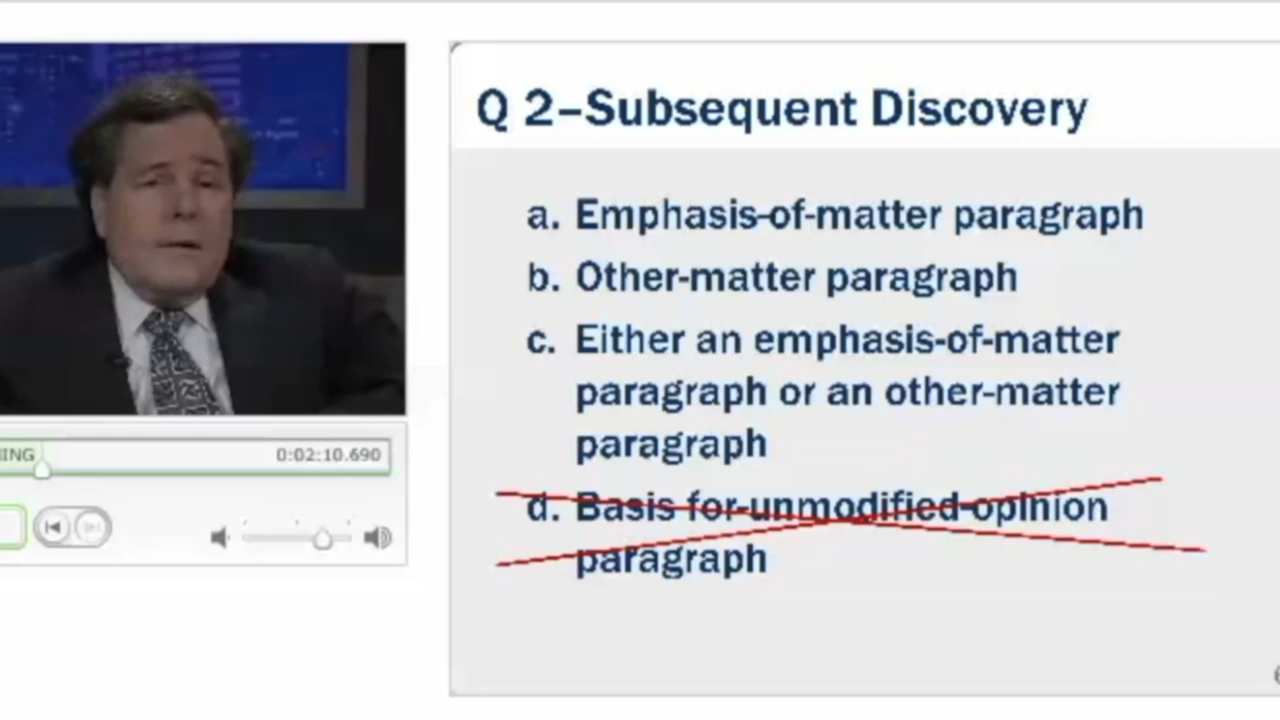 Q 2–Subsequent Discovery
a. Emphasis-of-matter paragraph
b. Other-matter paragraph
c. Either an emphasis-of-matter
paragraph or an other-matter
paragraph
d. Basis for-unmodified-opinion
paragraph
ING
0:02:10.690